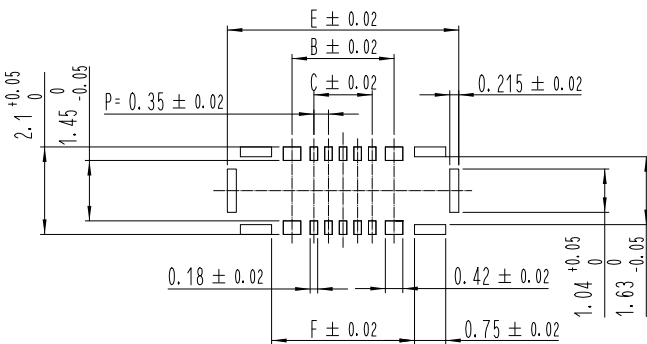 E ± 0.02
B ± 0.02
C ± 0.02
0.215 ± 0.02
P= 0.35 ± 0.02
2.1 +0.05 0
1.45 0 -0.05
0.18 ± 0.02
0.42 ± 0.02
1.04 +0.05 0
1.63 0 -0.05
F ± 0.02
0.75 ± 0.02